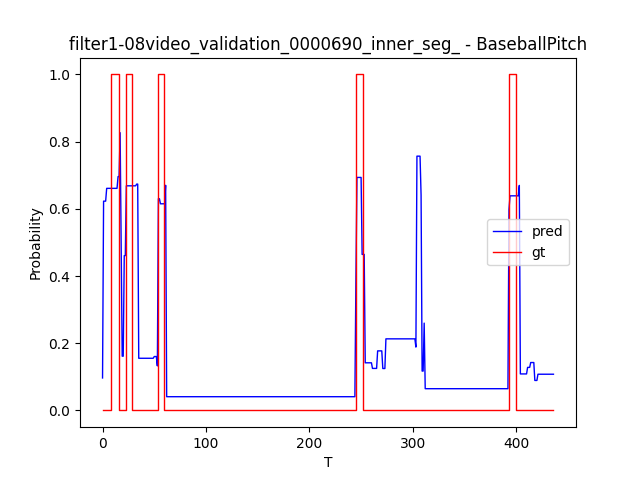 filter1-08video_validation_0000690_inner_seg_ - BaseballPitch
1.0
0.8
0.6
0.4
0.2
0.0
Probability
pred
gt
0 100 200 300 400
T